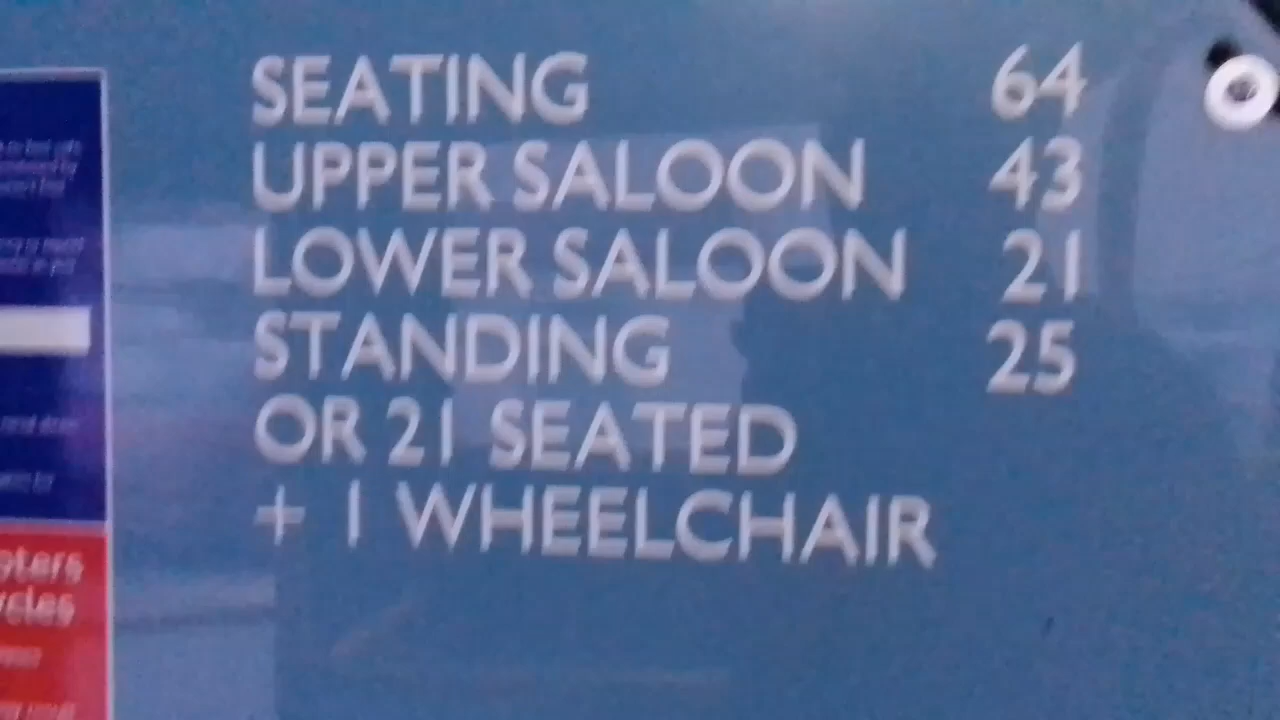 SEATING 64
UPPER SALOON 43
LOWER SALOON 21
STANDING 25
OR 21 SEATED
+ 1 WHEELCHAIR